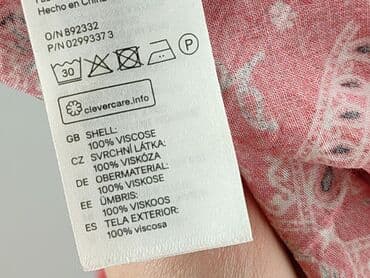 Hecho en China
O/N 892332
P/N 02993373
30
P
clevercare.info
GB SHELL:
100% VISCOSE
CZ SVRCHNÍ LÁTKA:
100% VISKÓZA
DE OBERMATERIAL:
100% VISKOSE
EE ÜMBRIS:
100% VISKOOS
ES TELA EXTERIOR:
100% viscosa